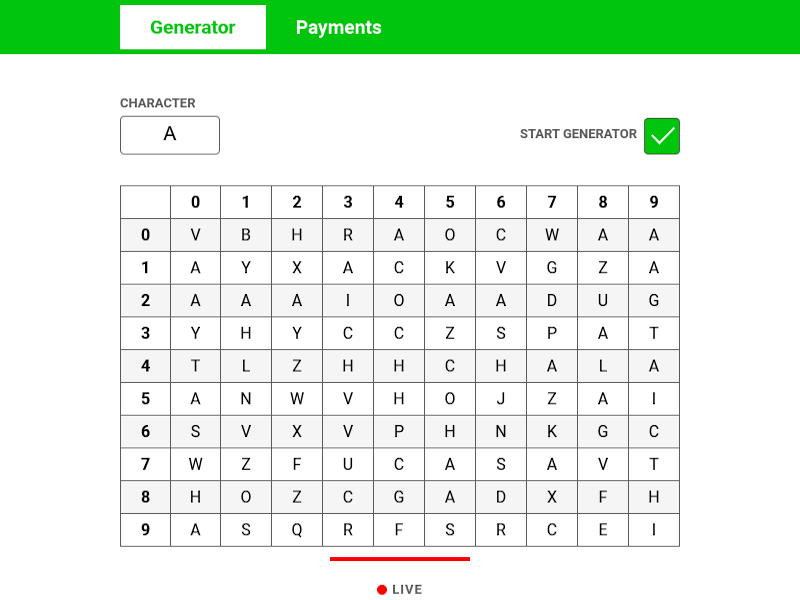 Generator Payments
CHARACTER
A
START GENERATOR
0 1 2 3 4 5 6 7 8 9
0 V B H R A O C W A A
1 A Y X A C K V G Z A
2 A A A I O A A D U G
3 Y H Y C C Z S P A T
4 T L Z H H C H A L A
5 A N W V H O J Z A I
6 S V X V P H N K G C
7 W Z F U C A S A V T
8 H O Z C G A D X F H
9 A S Q R F S R C E I
LIVE